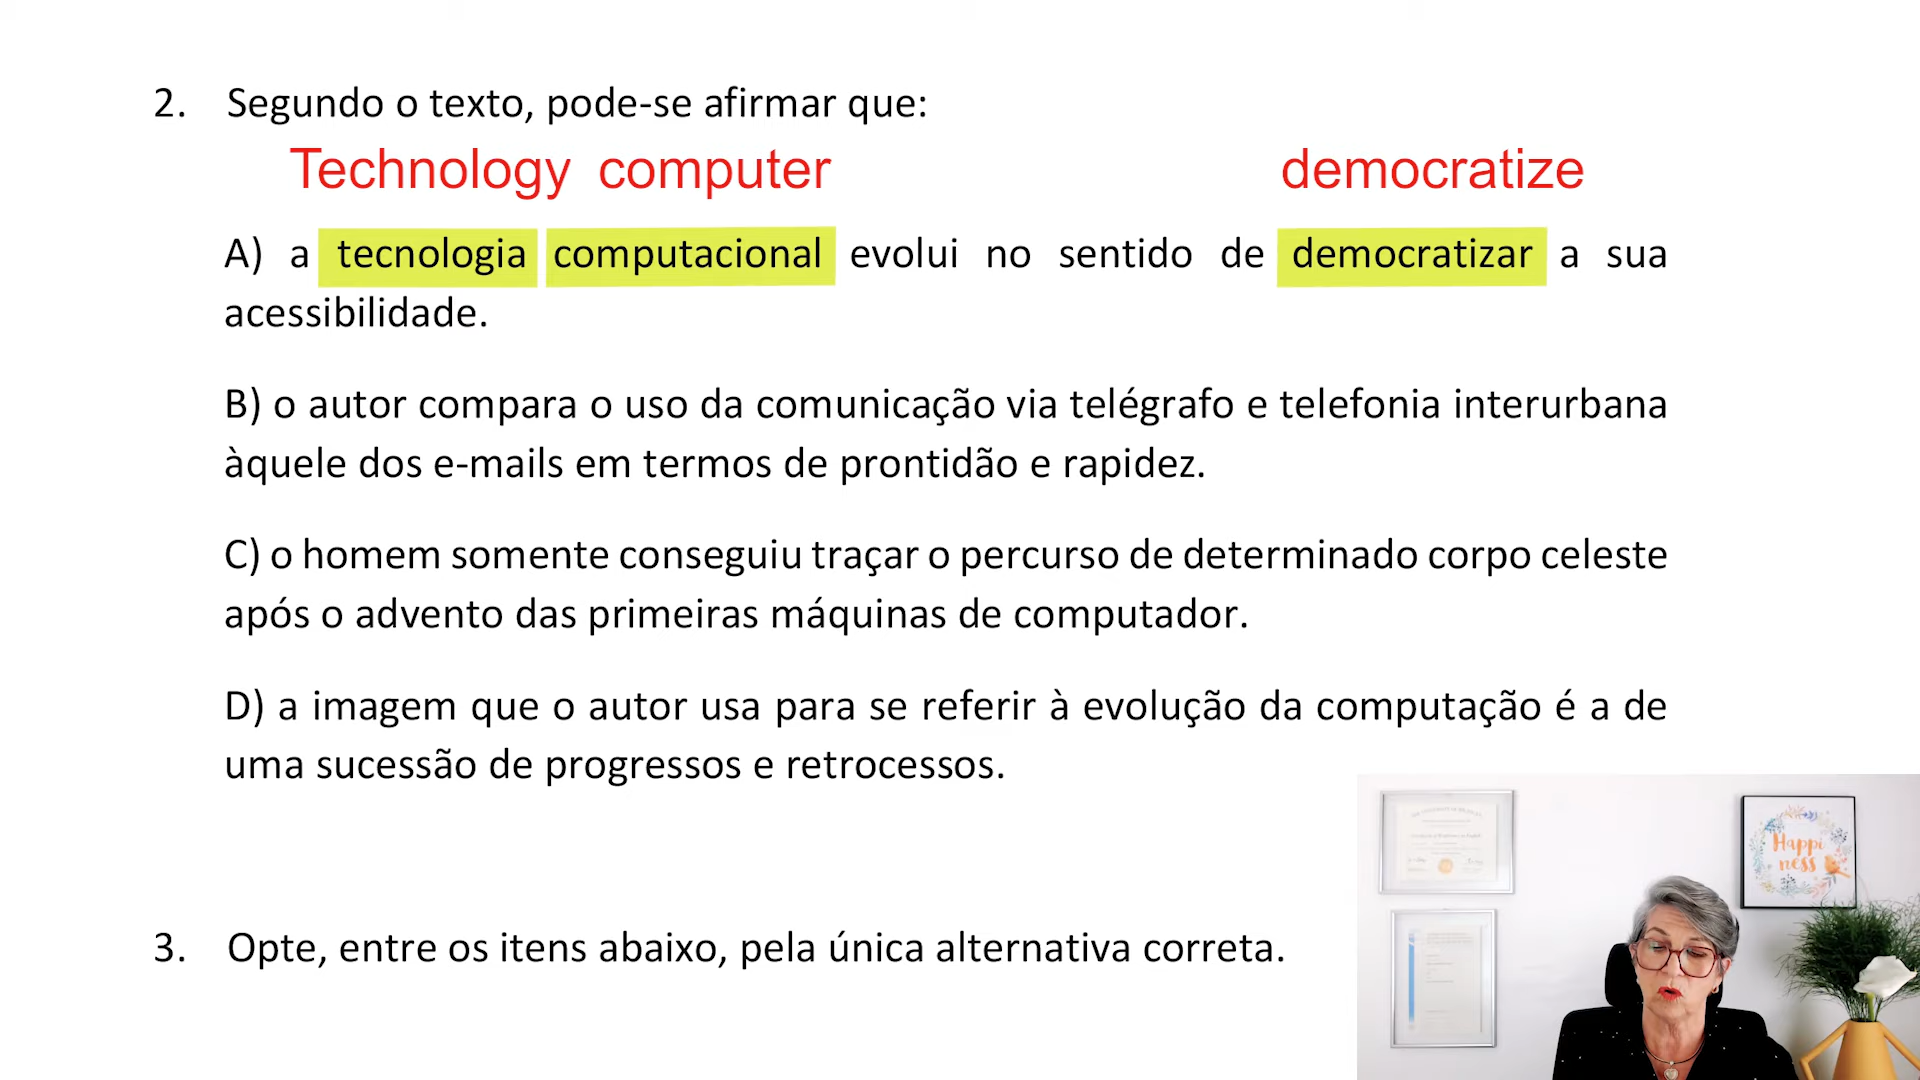 2. Segundo o texto, pode-se afirmar que:
Technology computer democratize
A) a tecnologia computacional evolui no sentido de democratizar a sua
acessibilidade.
B) o autor compara o uso da comunicação via telégrafo e telefonia interurbana
àquele dos e-mails em termos de prontidão e rapidez.
C) o homem somente conseguiu traçar o percurso de determinado corpo celeste
após o advento das primeiras máquinas de computador.
D) a imagem que o autor usa para se referir à evolução da computação é a de
uma sucessão de progressos e retrocessos.
3. Opte, entre os itens abaixo, pela única alternativa correta.
Happi
ness